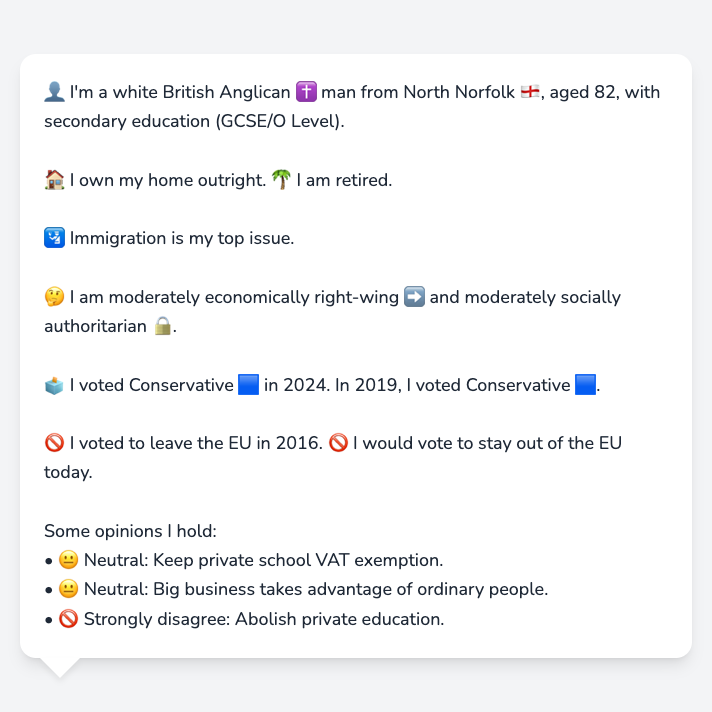 👤 I'm a white British Anglican ✝️ man from North Norfolk 🏴󠁧󠁢󠁥󠁮󠁧󠁿, aged 82, with
secondary education (GCSE/O Level).
🏠 I own my home outright. 🌴 I am retired.
🛂 Immigration is my top issue.
🤔 I am moderately economically right-wing ➡️ and moderately socially
authoritarian 🔒.
🗳️ I voted Conservative 🟦 in 2024. In 2019, I voted Conservative 🟦.
🚫 I voted to leave the EU in 2016. 🚫 I would vote to stay out of the EU
today.
Some opinions I hold:
• 😐 Neutral: Keep private school VAT exemption.
• 😐 Neutral: Big business takes advantage of ordinary people.
• 🚫 Strongly disagree: Abolish private education.